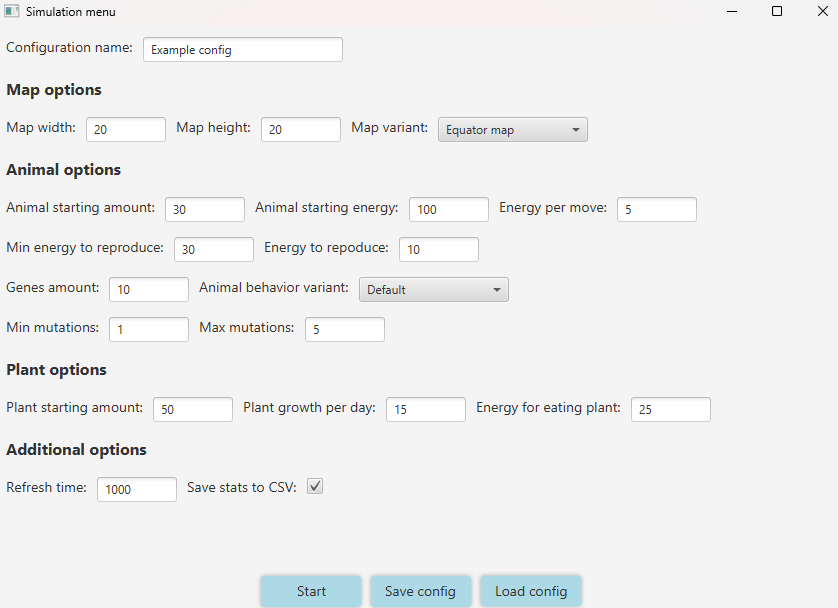 Simulation menu
Configuration name: Example config
Map options
Map width: 20 Map height: 20 Map variant: Equator map
Animal options
Animal starting amount: 30 Animal starting energy: 100 Energy per move: 5
Min energy to reproduce: 30 Energy to repoduce: 10
Genes amount: 10 Animal behavior variant: Default
Min mutations: 1 Max mutations: 5
Plant options
Plant starting amount: 50 Plant growth per day: 15 Energy for eating plant: 25
Additional options
Refresh time: 1000 Save stats to CSV:
Start Save config Load config